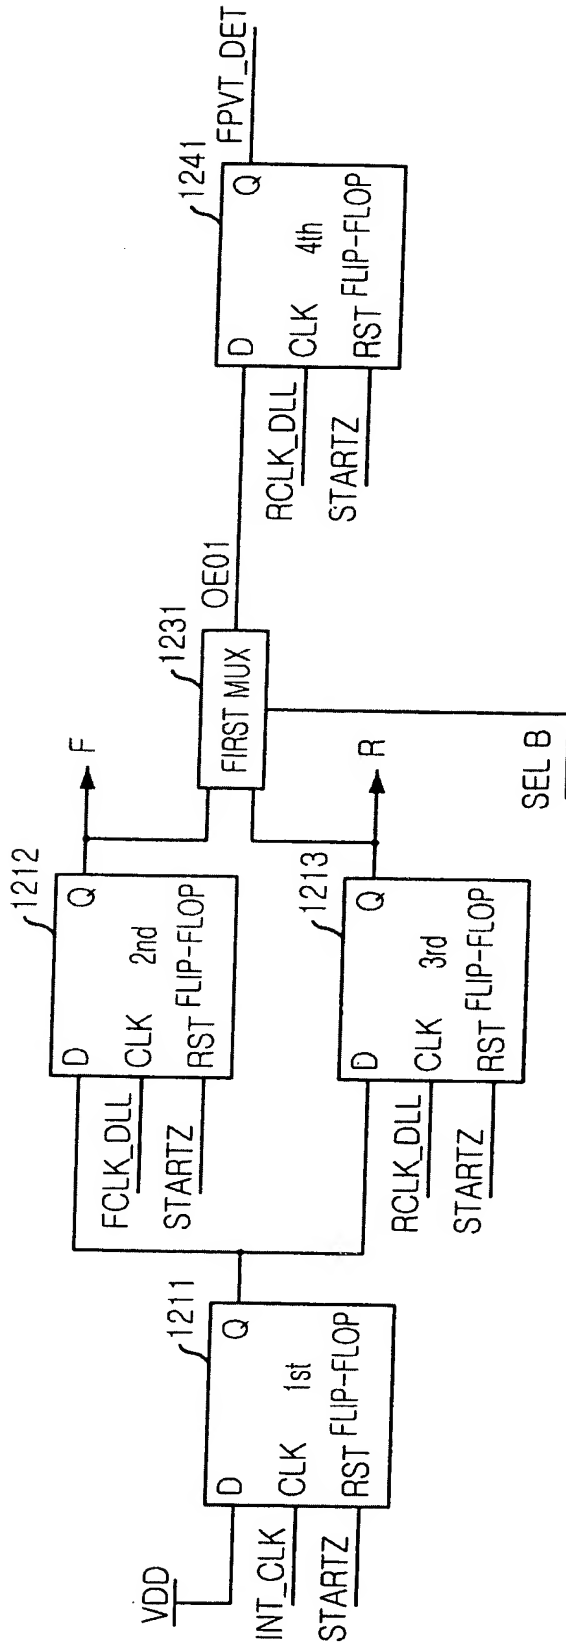 VDD
INT_CLK
STARTZ
1211
D
Q
CLK
1st
RST FLIP-FLOP
FCLK_DLL
STARTZ
1212
D
Q
CLK
2nd
RST FLIP-FLOP
F
RCLK_DLL
STARTZ
1213
D
Q
CLK
3rd
RST FLIP-FLOP
R
1231
FIRST MUX
SEL B
OE01
RCLK_DLL
STARTZ
1241
D
Q
CLK
4th
RST FLIP-FLOP
FPVT_DET